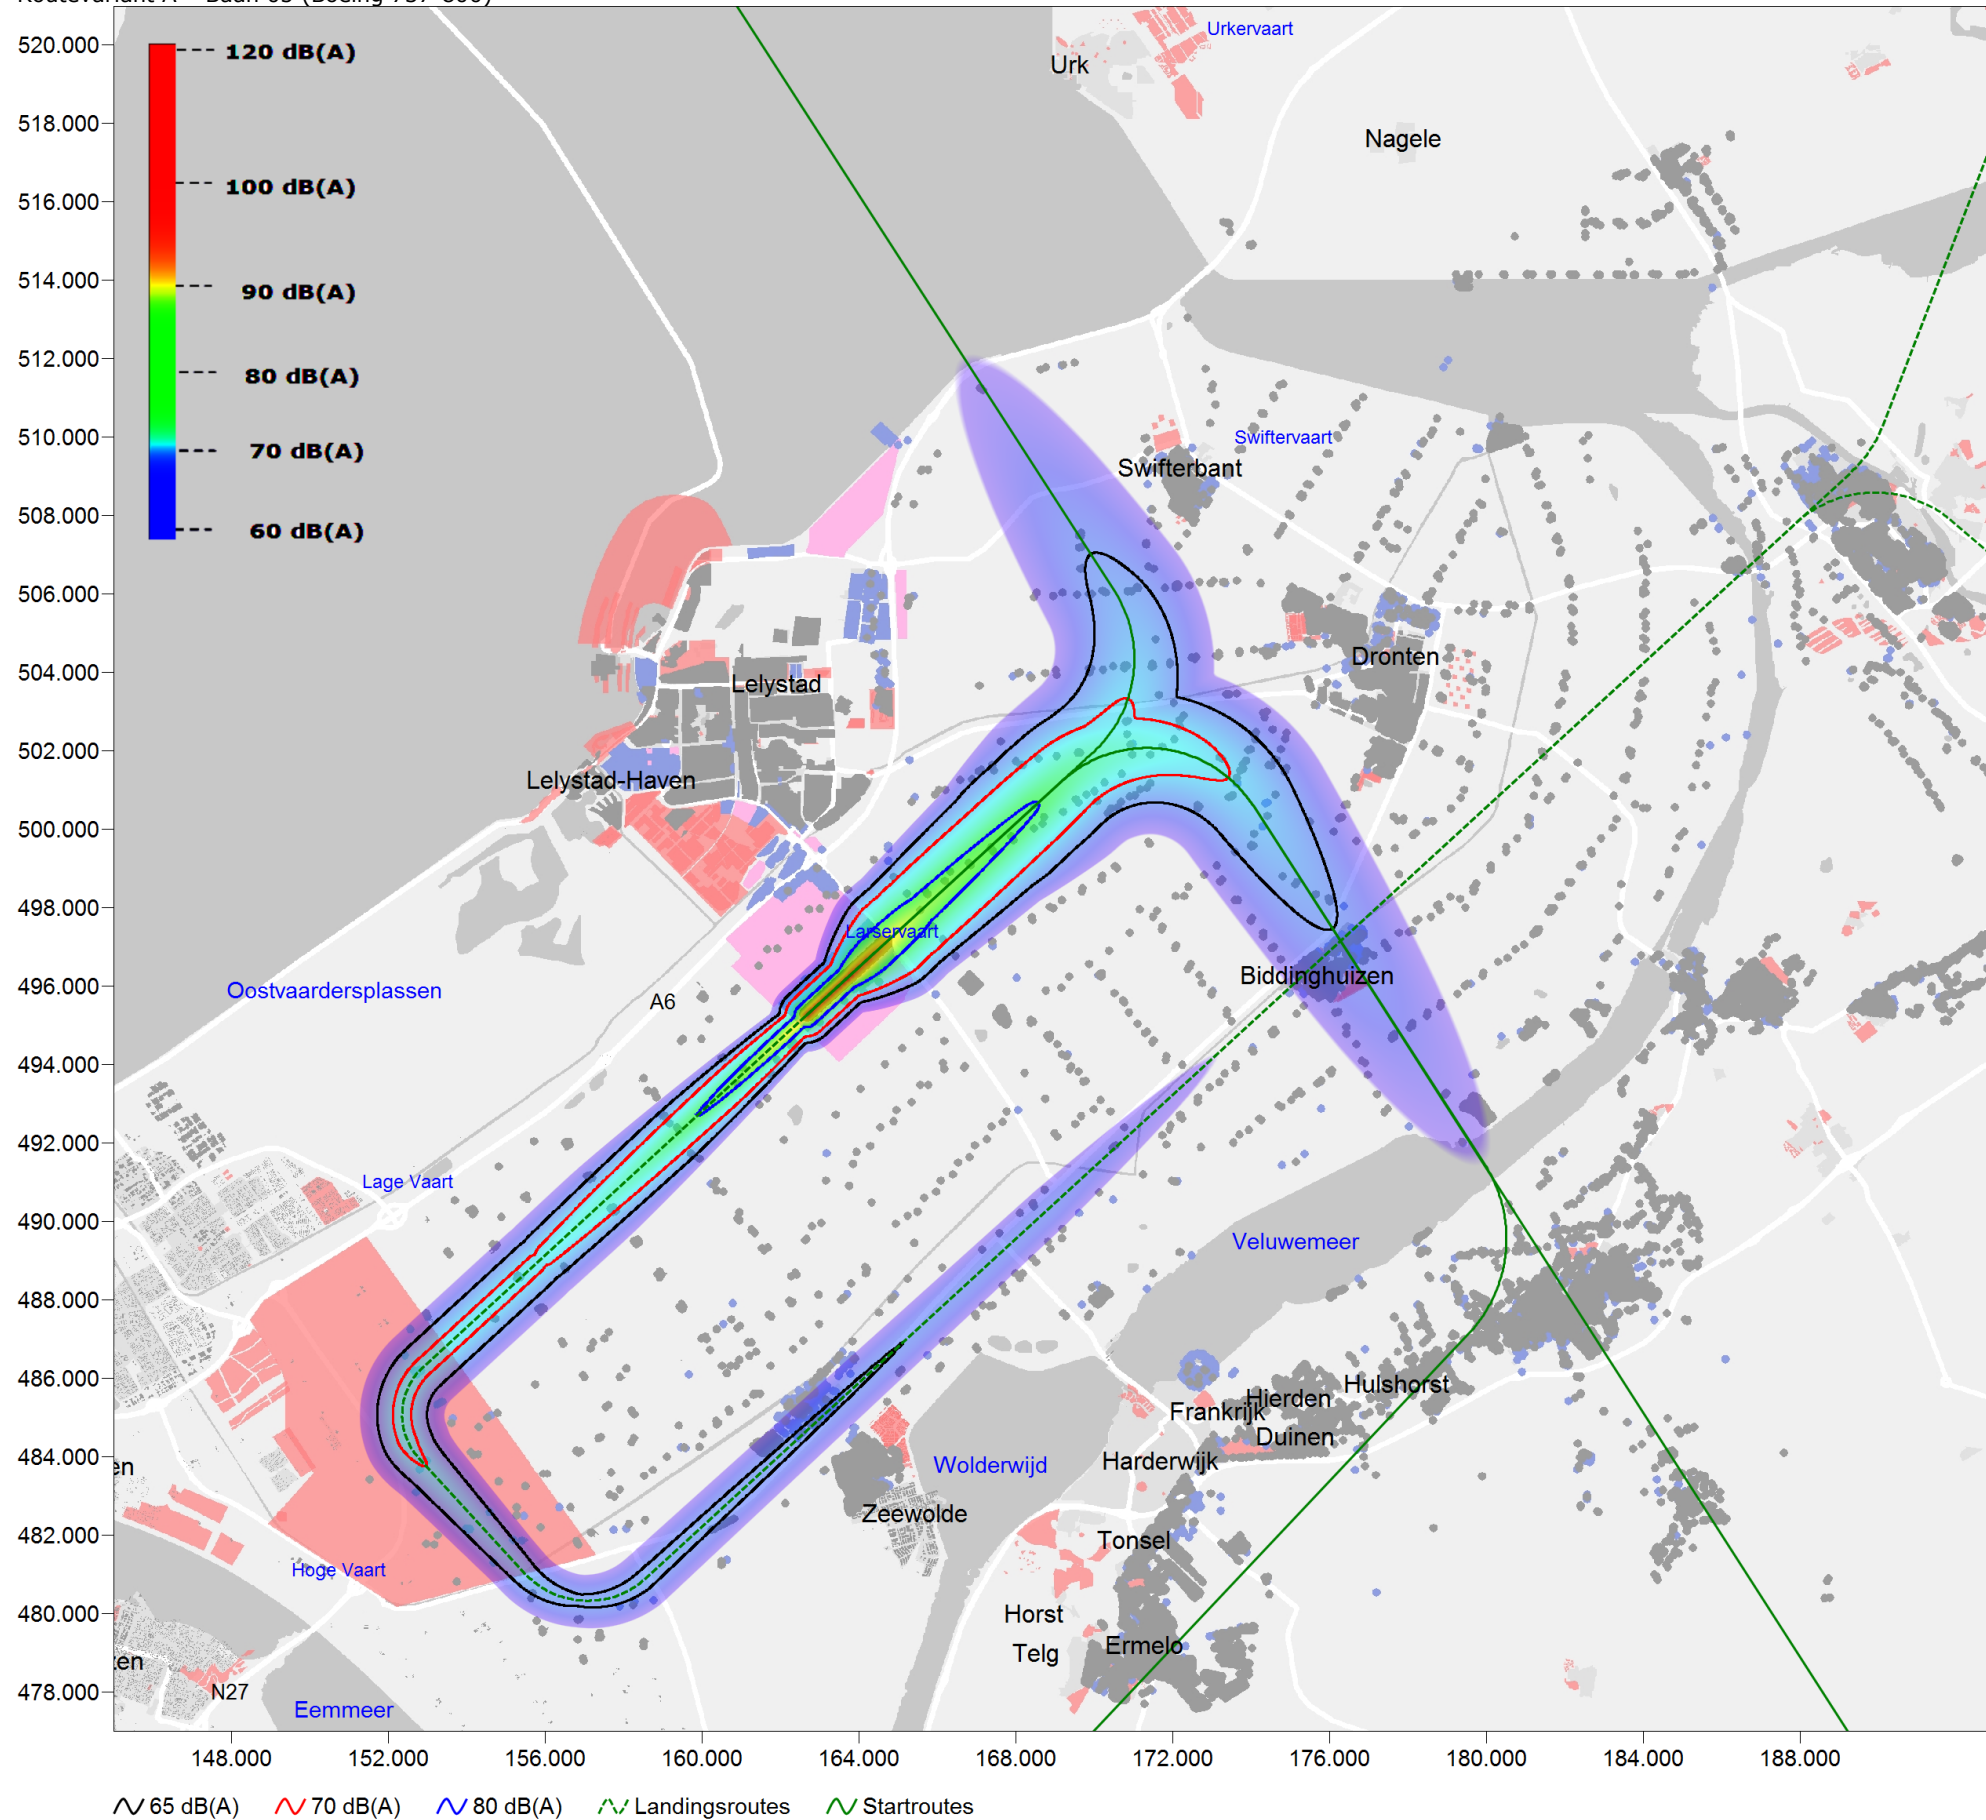 520.000
518.000
516.000
514.000
512.000
510.000
508.000
506.000
504.000
502.000
500.000
498.000
496.000
494.000
492.000
490.000
488.000
486.000
484.000
482.000
480.000
478.000
120 dB(A)
100 dB(A)
90 dB(A)
80 dB(A)
70 dB(A)
60 dB(A)
Urkervaart
Urk
Nagele
Swiftervaart
Swifterbant
Dronten
Lelystad
Lelystad-Haven
Larservaart
Biddinghuizen
Oostvaardersplassen
A6
Lage Vaart
Veluwemeer
Hulshorst
Hierden
Frankrijk
Duinen
Harderwijk
Wolderwijd
Zeewolde
en
Tonsel
Hoge Vaart
Horst
Telg
Ermelo
zen
N27
Eemmeer
148.000 152.000 156.000 160.000 164.000 168.000 172.000 176.000 180.000 184.000 188.000
65 dB(A) 70 dB(A) 80 dB(A) Landingsroutes Startroutes